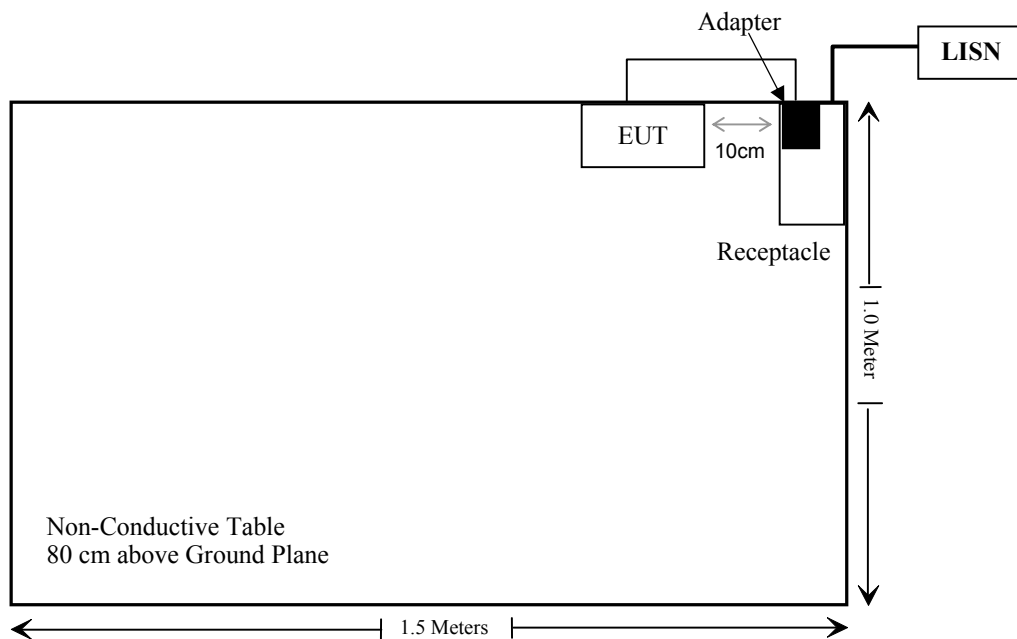 Adapter
LISN
EUT
10cm
Receptacle
1.0 Meter
Non-Conductive Table
80 cm above Ground Plane
1.5 Meters